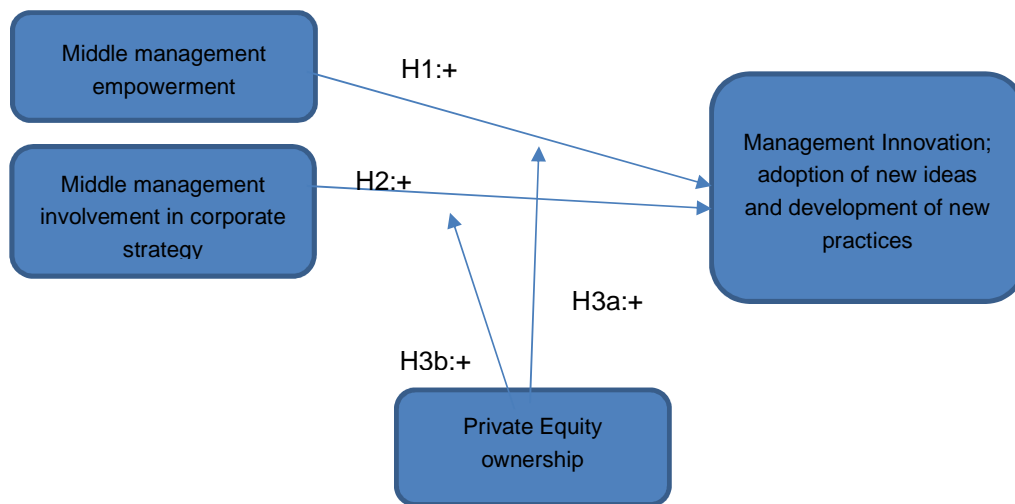 Middle management
empowerment
H1:+
Management Innovation;
adoption of new ideas
and development of new
practices
Middle management
involvement in corporate
strategy
H2:+
H3a:+
H3b:+
Private Equity
ownership